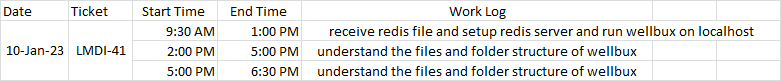 Date Ticket Start Time End Time Work Log
9:30 AM 1:00 PM receive redis file and setup redis server and run wellbux on localhost
10-Jan-23 LMDI-41 2:00 PM 5:00 PM understand the files and folder structure of wellbux
5:00 PM 6:30 PM understand the files and folder structure of wellbux